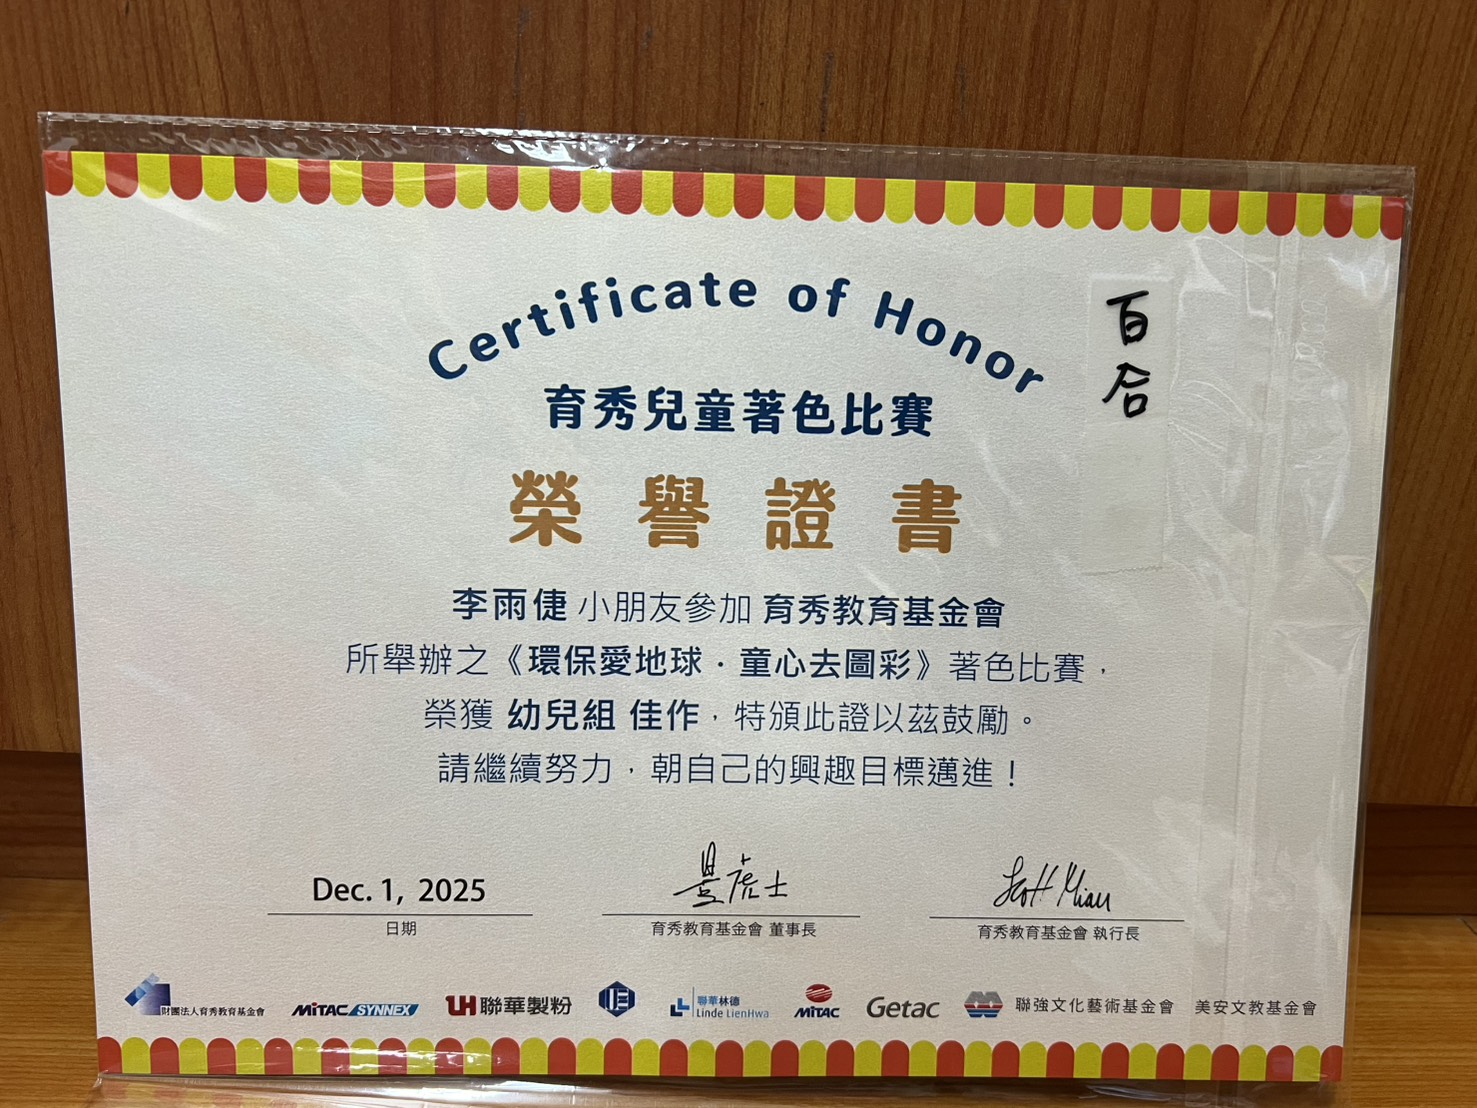 Certificate of Honor
百合
育秀兒童著色比賽
榮譽證書
李雨倢 小朋友參加 育秀教育基金會
所舉辦之《環保愛地球．童心去圖彩》著色比賽，
榮獲 幼兒組 佳作，特頒此證以茲鼓勵。
請繼續努力，朝自己的興趣目標邁進！
Dec. 1, 2025
日期
育秀教育基金會 董事長
Scott Miau
育秀教育基金會 執行長
財團法人育秀教育基金會
MiTAC SYNNEX
LH 聯華製粉
聯華林德
Linde LienHwa
MiTAC
Getac
聯強文化藝術基金會
美安文教基金會